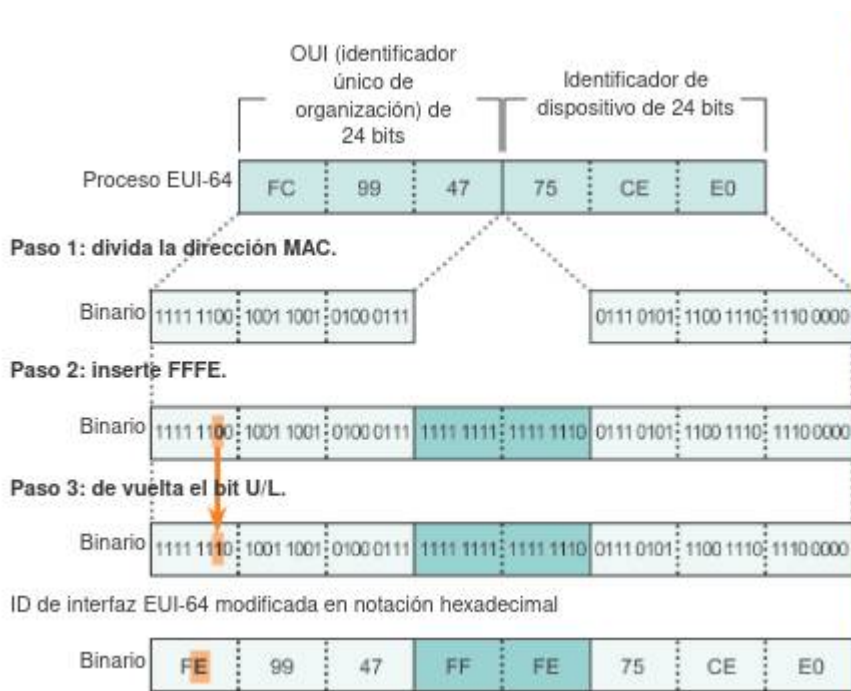 OUI (identificador
único de
organización) de
24 bits
Identificador de
dispositivo de 24 bits
Proceso EUI-64 FC 99 47 75 CE E0
Paso 1: divida la dirección MAC.
Binario 1111 1100 1001 1001 0100 0111 0111 0101 1100 1110 1110 0000
Paso 2: inserte FFFE.
Binario 1111 1100 1001 1001 0100 0111 1111 1111 1111 1110 0111 0101 1100 1110 1110 0000
Paso 3: de vuelta el bit U/L.
Binario 1111 1110 1001 1001 0100 0111 1111 1111 1111 1110 0111 0101 1100 1110 1110 0000
ID de interfaz EUI-64 modificada en notación hexadecimal
Binario FE 99 47 FF FE 75 CE E0